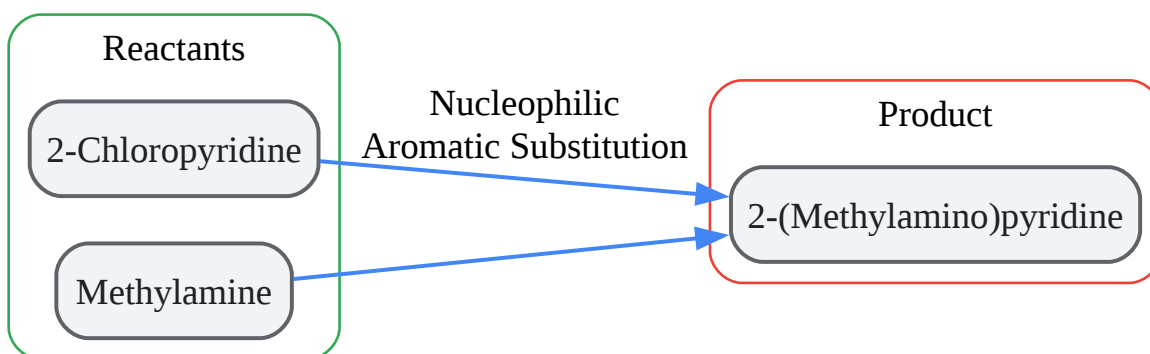 Reactants
2-Chloropyridine
Methylamine
Nucleophilic
Aromatic Substitution
Product
2-(Methylamino)pyridine